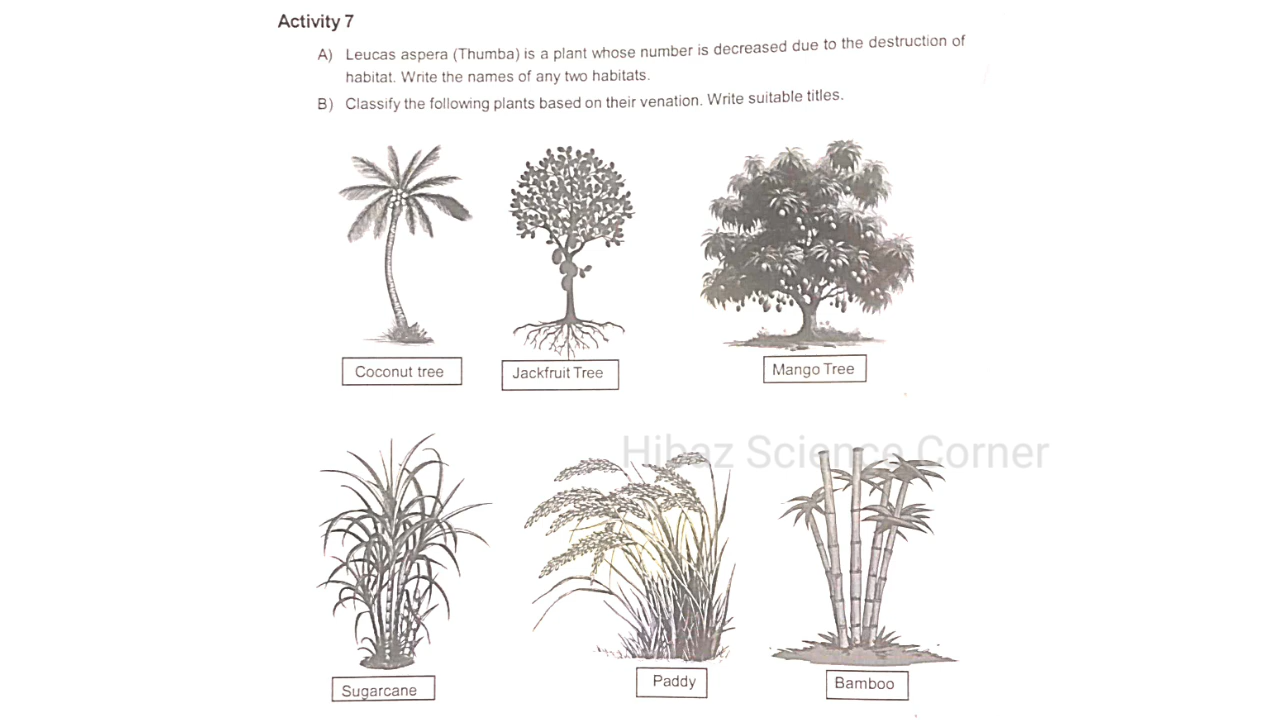 Activity 7
A) Leucas aspera (Thumba) is a plant whose number is decreased due to the destruction of
habitat. Write the names of any two habitats.
B) Classify the following plants based on their venation. Write suitable titles.
Coconut tree
Jackfruit Tree
Mango Tree
Hibaz Science Corner
Sugarcane
Paddy
Bamboo